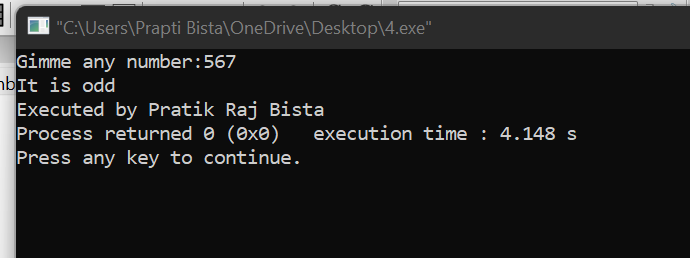 "C:\Users\Prapti Bista\OneDrive\Desktop\4.exe"
Gimme any number:567
It is odd
Executed by Pratik Raj Bista
Process returned 0 (0x0)   execution time : 4.148 s
Press any key to continue.